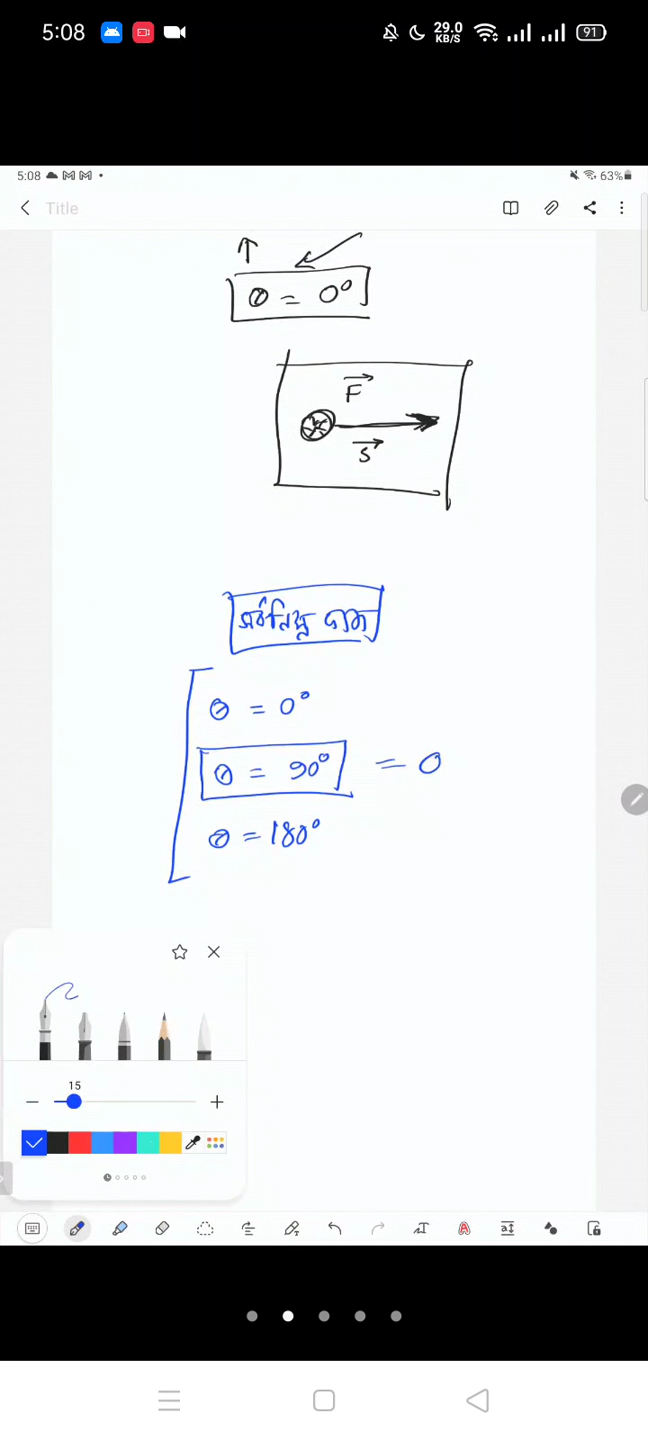 5:08
29.0 KB/S
91
5:08
63%
Title
θ = 0°
F
S
সর্বনিম্ন কাজ
θ = 0°
θ = 90° = 0
θ = 180°
15